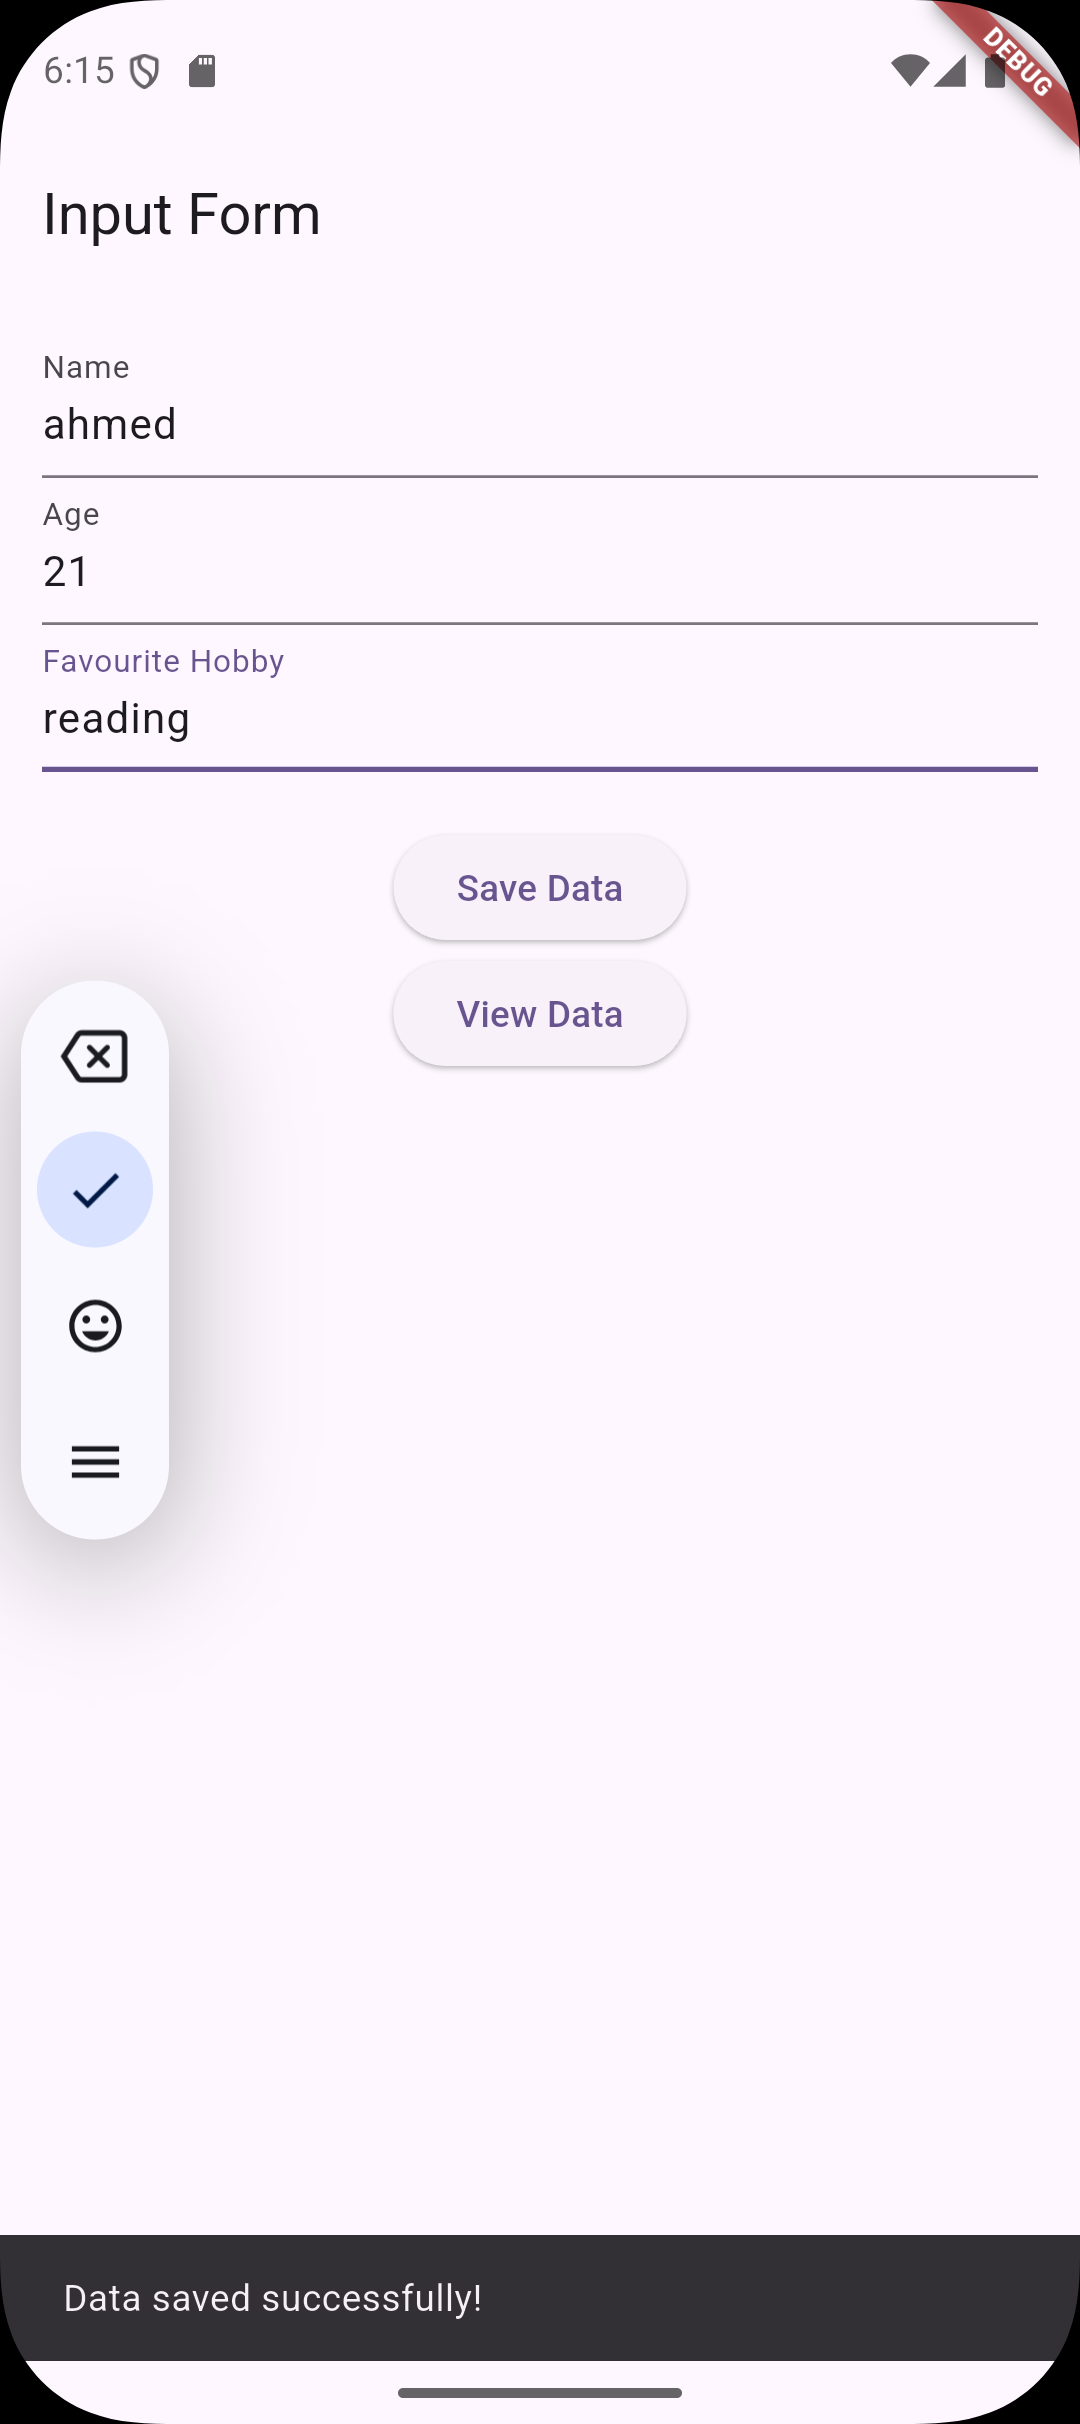 6:15
DEBUG
Input Form
Name
ahmed
Age
21
Favourite Hobby
reading
Save Data
View Data
Data saved successfully!